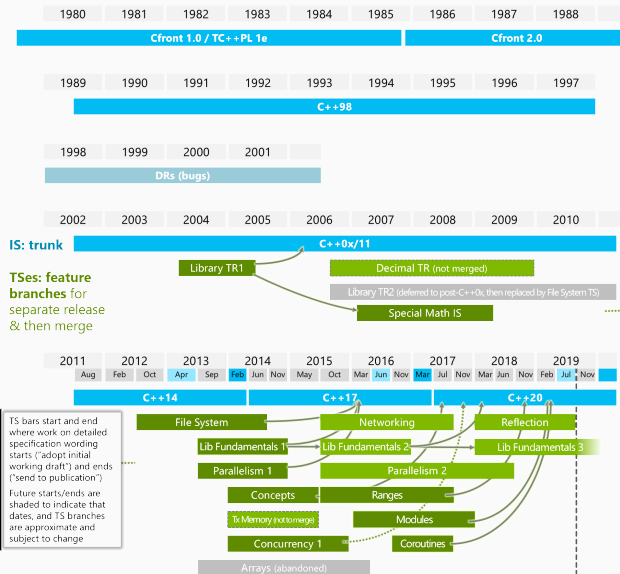 1980 1981 1982 1983 1984 1985 1986 1987 1988
Cfront 1.0 / TC++PL 1e Cfront 2.0
1989 1990 1991 1992 1993 1994 1995 1996 1997
C++98
1998 1999 2000 2001
DRs (bugs)
2002 2003 2004 2005 2006 2007 2008 2009 2010
IS: trunk C++0x/11
Library TR1 Decimal TR (not merged)
TSes: feature
branches for
separate release
& then merge
Library TR2 (deferred to post-C++0x, then replaced by File System TS)
Special Math IS
2011 2012 2013 2014 2015 2016 2017 2018 2019
Aug Feb Oct Apr Sep Feb Jun Nov May Oct Mar Jun Nov Mar Jul Nov Jun Nov Feb Jul Nov
C++14 C++17 C++20
TS bars start and end
where work on detailed
specification wording
starts (“adopt initial
working draft”) and ends
(“send to publication”)
Future starts/ends are
shaded to indicate that
dates, and TS branches
are approximate and
subject to change
File System Networking Reflection
Lib Fundamentals 1 Lib Fundamentals 2 Lib Fundamentals 3
Parallelism 1 Parallelism 2
Concepts Ranges
Tx Memory (not to merge) Modules
Concurrency 1 Coroutines
Arrays (abandoned)